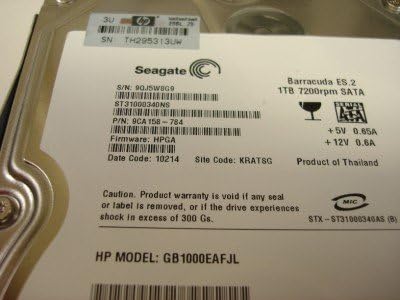 3U
hp
SN TH295313UW
Seagate
Barracuda ES.2
1TB 7200rpm SATA
S/N: 9QJ5W8G9
ST31000340NS
P/N: 9CA158-784
Firmware: HPGA
Date Code: 10214 Site Code: KRATSG
SATA
+5V 0.65A
+12V 0.6A
Product of Thailand
Caution: Product warranty is void if any seal
or label is removed, or if the drive experiences
shock in excess of 300 Gs.
MIC
STX-ST31000340AS (B)
HP MODEL: GB1000EAFJL